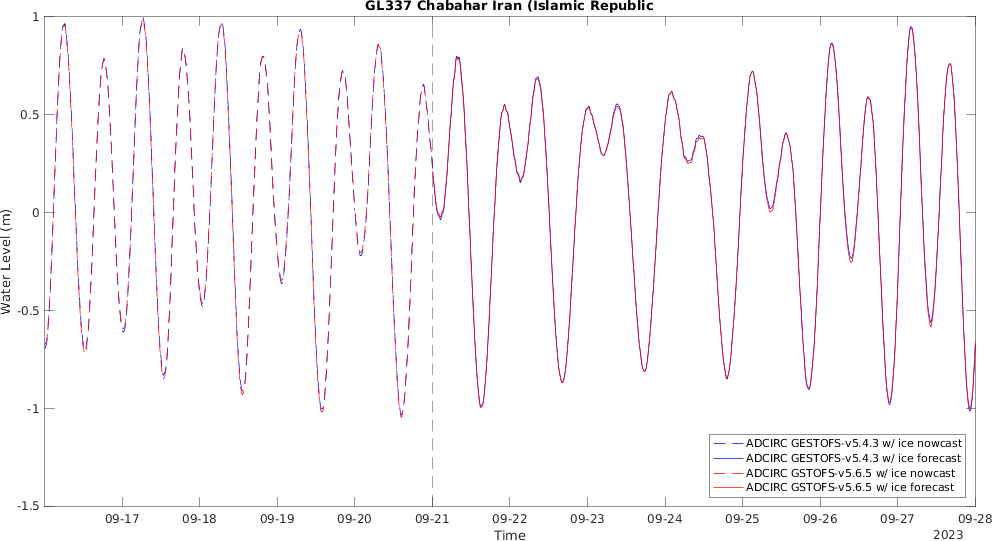 GL337 Chabahar Iran (Islamic Republic
1
0.5
0
-0.5
-1
-1.5
Water Level (m)
ADCIRC GESTOFS-v5.4.3 w/ ice nowcast
ADCIRC GESTOFS-v5.4.3 w/ ice forecast
ADCIRC GSTOFS-v5.6.5 w/ ice nowcast
ADCIRC GSTOFS-v5.6.5 w/ ice forecast
09-17 09-18 09-19 09-20 09-21 09-22 09-23 09-24 09-25 09-26 09-27 09-28
Time
2023